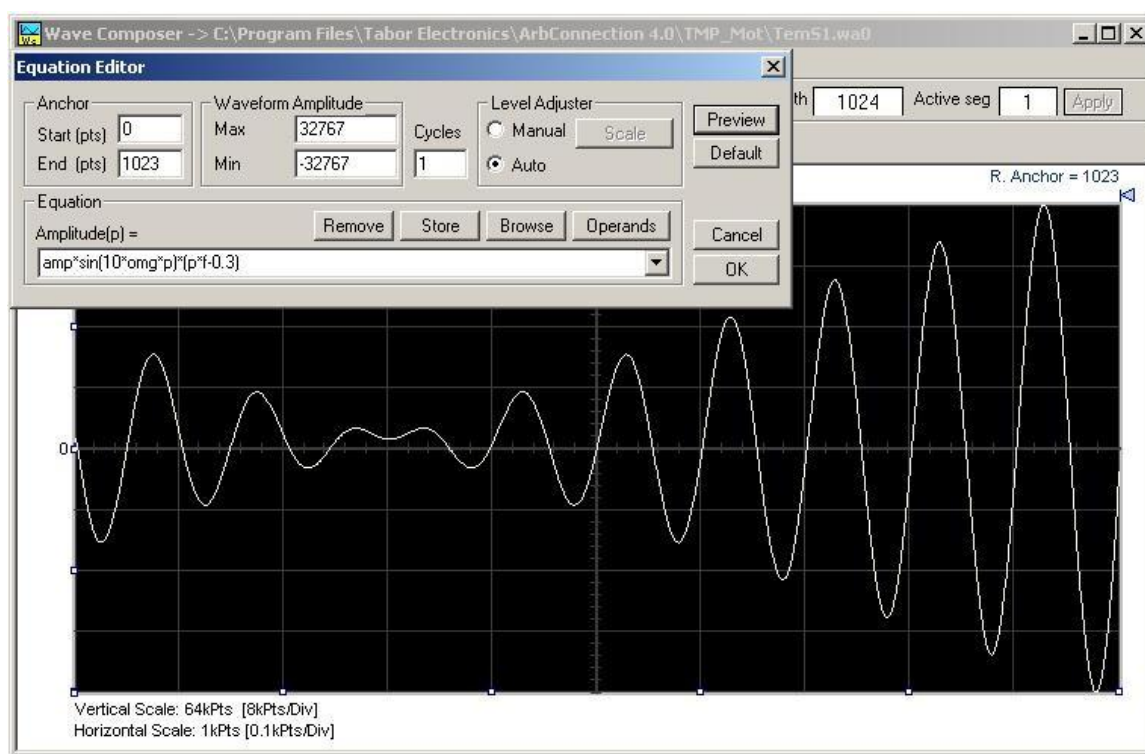 Wave Composer -> C:\Program Files\Tabor Electronics\ArbConnection 4.0\TMP_Mot\TemS1.wa0
Equation Editor
Anchor
Start (pts) 0
End (pts) 1023
Waveform Amplitude
Max 32767
Min -32767
Cycles
1
Level Adjuster
Manual Scale
Auto
Preview
Default
th 1024 Active seg 1 Apply
R. Anchor = 1023
Equation
Amplitude(p) = Remove Store Browse Operands
amp*sin(10*omg*p)*(p*f-0.3)
Cancel
OK
0
Vertical Scale: 64kPts [8kPts/Div]
Horizontal Scale: 1kPts [0.1kPts/Div]